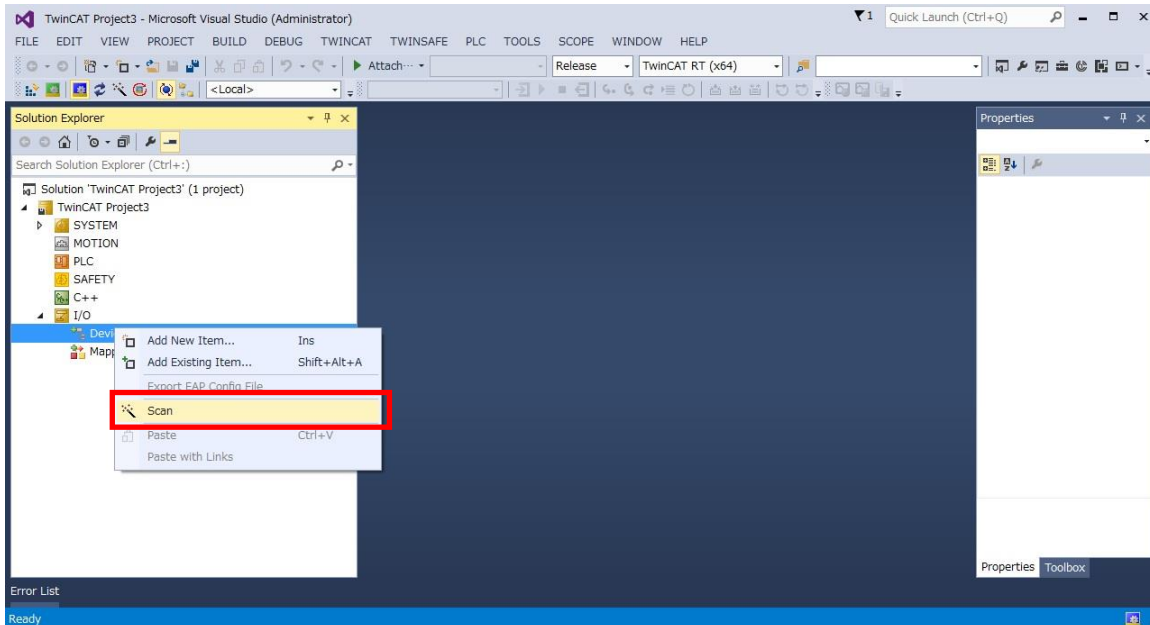 TwinCAT Project3 - Microsoft Visual Studio (Administrator)
1
Quick Launch (Ctrl+Q)
FILE EDIT VIEW PROJECT BUILD DEBUG TWINCAT TWINSAFE PLC TOOLS SCOPE WINDOW HELP
Attach... Release TwinCAT RT (x64)
<Local>
Solution Explorer
Search Solution Explorer (Ctrl+:)
Solution 'TwinCAT Project3' (1 project)
TwinCAT Project3
SYSTEM
MOTION
PLC
SAFETY
C++
I/O
Devi
Mapp
Add New Item... Ins
Add Existing Item... Shift+Alt+A
Export EAP Config File
Scan
Paste Ctrl+V
Paste with Links
Properties
Properties Toolbox
Error List
Ready